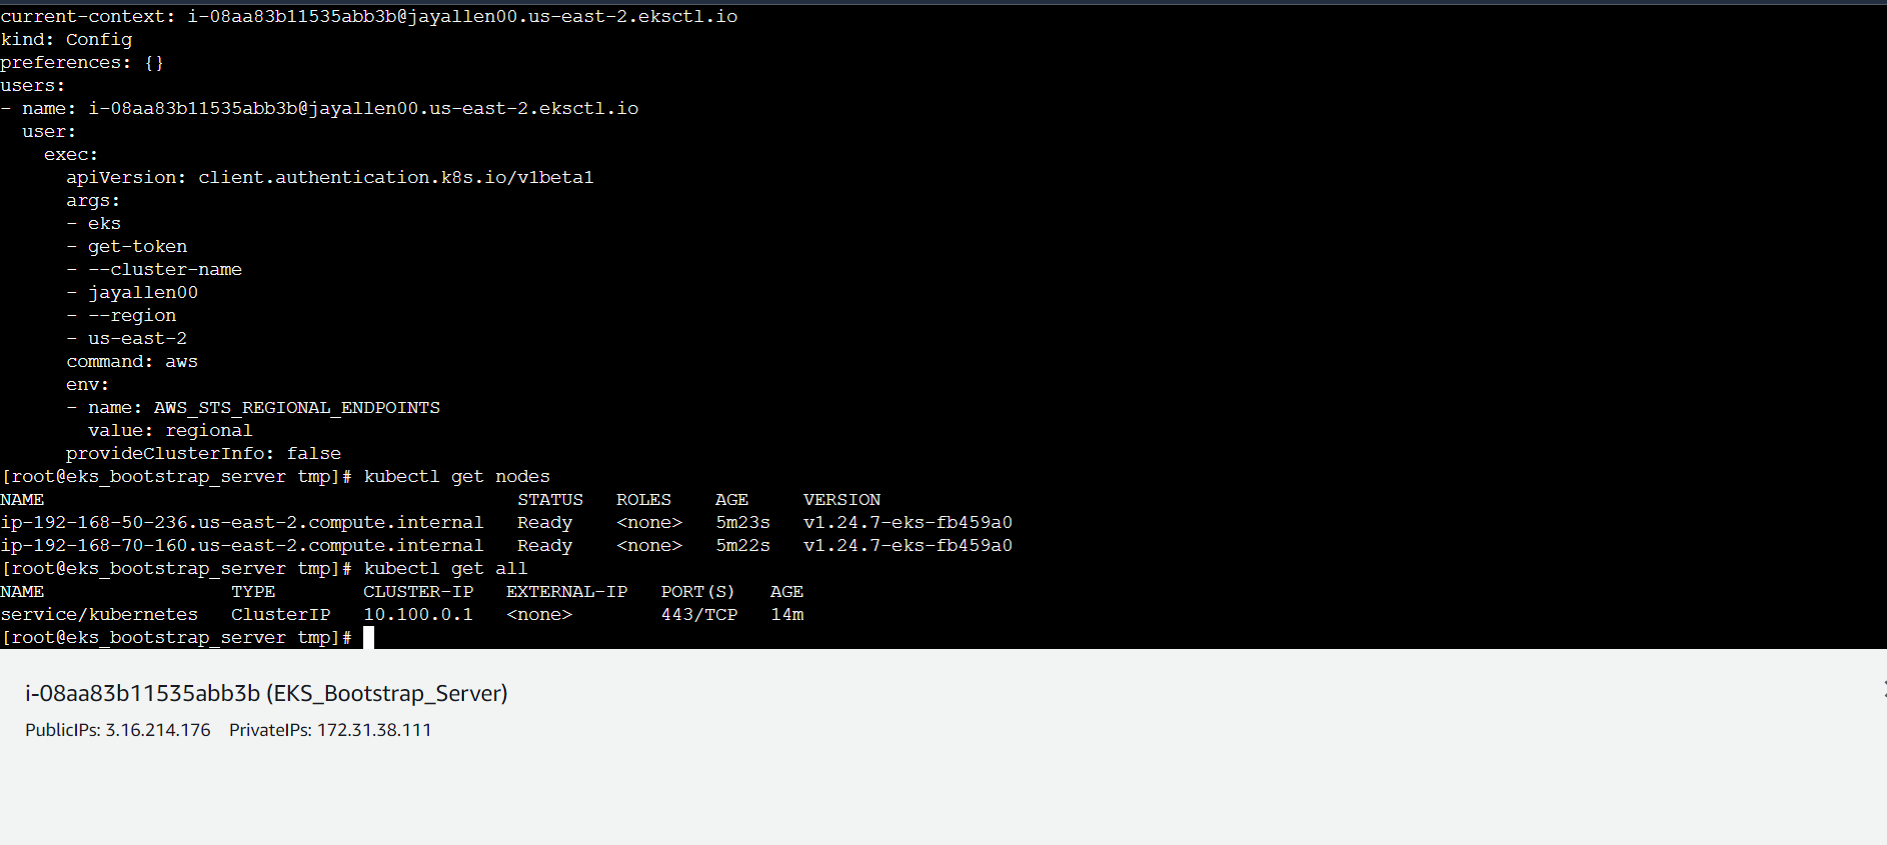 current-context: i-08aa83b11535abb3b@jayallen00.us-east-2.eksctl.io
kind: Config
preferences: {}
users:
- name: i-08aa83b11535abb3b@jayallen00.us-east-2.eksctl.io
  user:
    exec:
      apiVersion: client.authentication.k8s.io/v1beta1
      args:
      - eks
      - get-token
      - --cluster-name
      - jayallen00
      - --region
      - us-east-2
      command: aws
      env:
      - name: AWS_STS_REGIONAL_ENDPOINTS
        value: regional
      provideClusterInfo: false
[root@eks_bootstrap_server tmp]# kubectl get nodes
NAME                                           STATUS   ROLES    AGE     VERSION
ip-192-168-50-236.us-east-2.compute.internal   Ready    <none>   5m23s   v1.24.7-eks-fb459a0
ip-192-168-70-160.us-east-2.compute.internal   Ready    <none>   5m22s   v1.24.7-eks-fb459a0
[root@eks_bootstrap_server tmp]# kubectl get all
NAME                 TYPE        CLUSTER-IP   EXTERNAL-IP   PORT(S)   AGE
service/kubernetes   ClusterIP   10.100.0.1   <none>        443/TCP   14m
[root@eks_bootstrap_server tmp]#
i-08aa83b11535abb3b (EKS_Bootstrap_Server)
PublicIPs: 3.16.214.176 PrivateIPs: 172.31.38.111